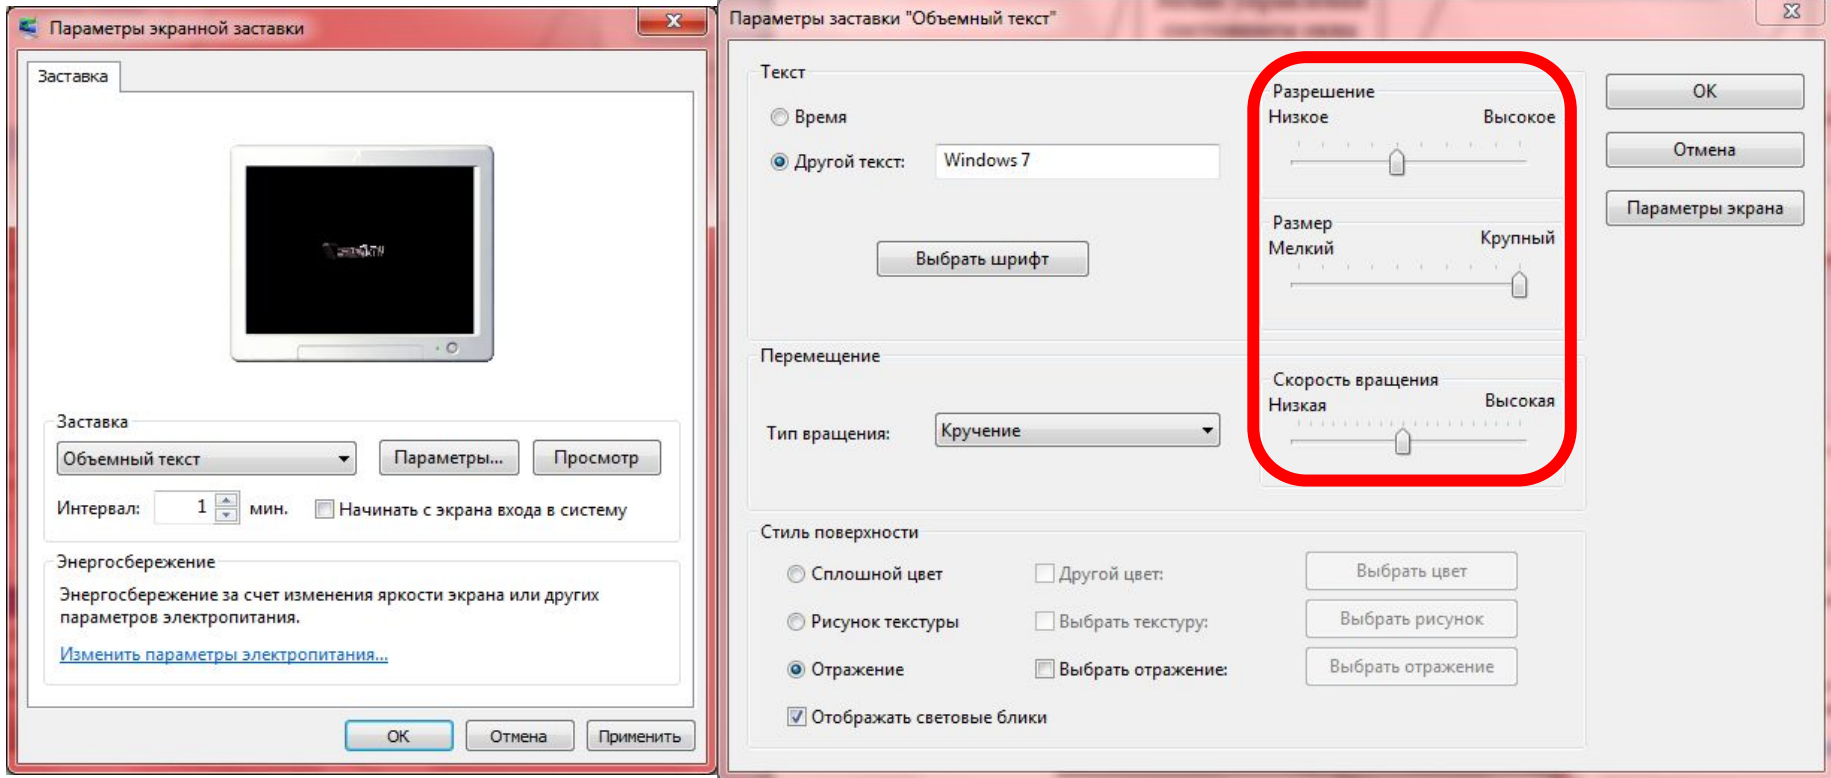 Параметры экранной заставки
Заставка
Заставка
Объемный текст
Параметры...
Просмотр
Интервал:
1
мин.
Начинать с экрана входа в систему
Энергосбережение
Энергосбережение за счет изменения яркости экрана или других
параметров электропитания.
Изменить параметры электропитания...
ОК
Отмена
Применить
Параметры заставки "Объемный текст"
Текст
Время
Другой текст:
Windows 7
Выбрать шрифт
Разрешение
Низкое Высокое
Размер
Мелкий Крупный
ОК
Отмена
Параметры экрана
Перемещение
Тип вращения:
Кручение
Скорость вращения
Низкая Высокая
Стиль поверхности
Сплошной цвет
Другой цвет:
Выбрать цвет
Рисунок текстуры
Выбрать текстуру:
Выбрать рисунок
Отражение
Выбрать отражение:
Выбрать отражение
Отображать световые блики